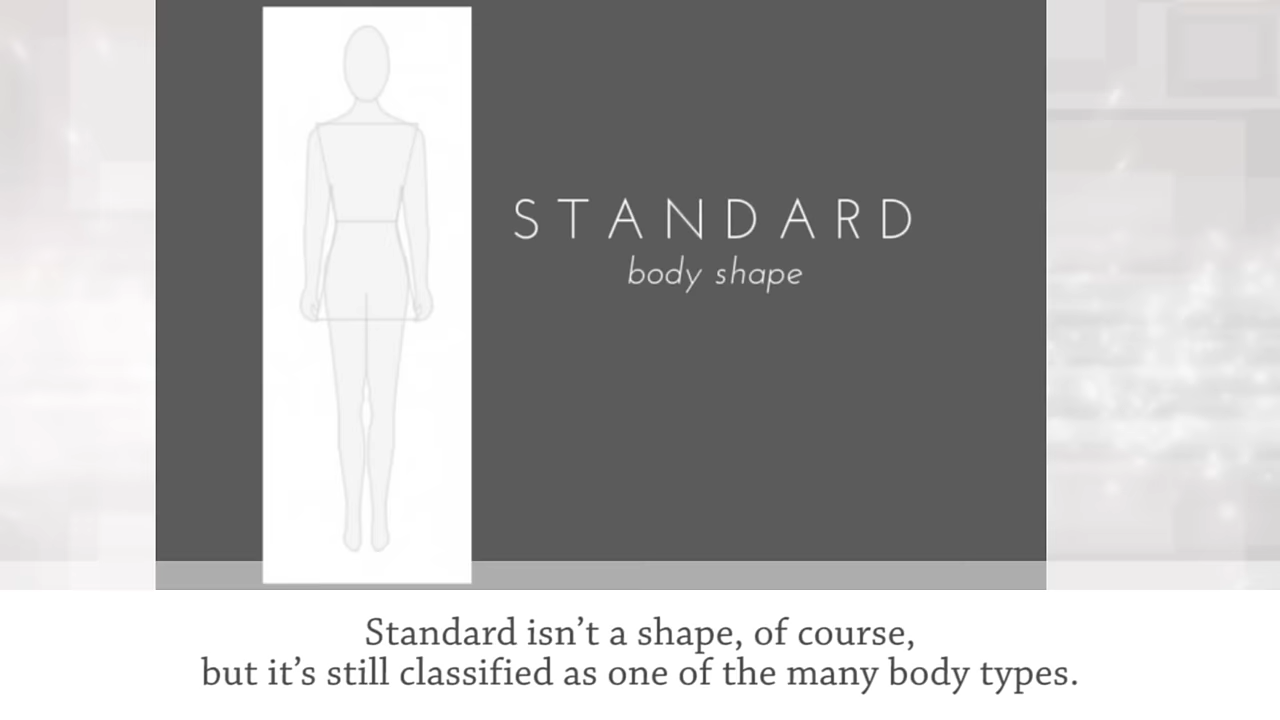 STANDARD
body shape
Standard isn’t a shape, of course,
but it’s still classified as one of the many body types.